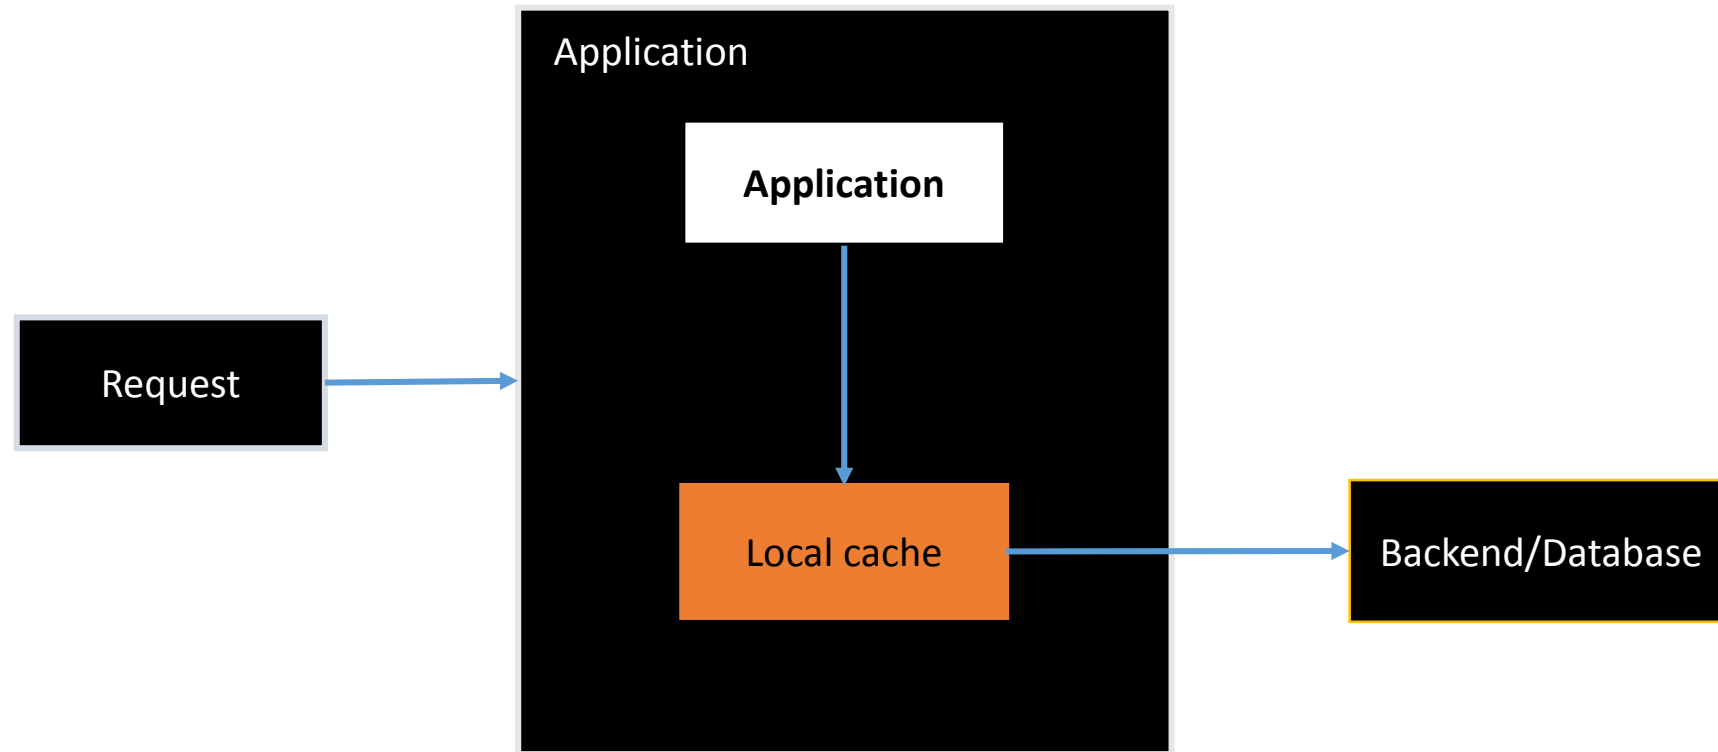 Application
Application
Request
Local cache
Backend/Database